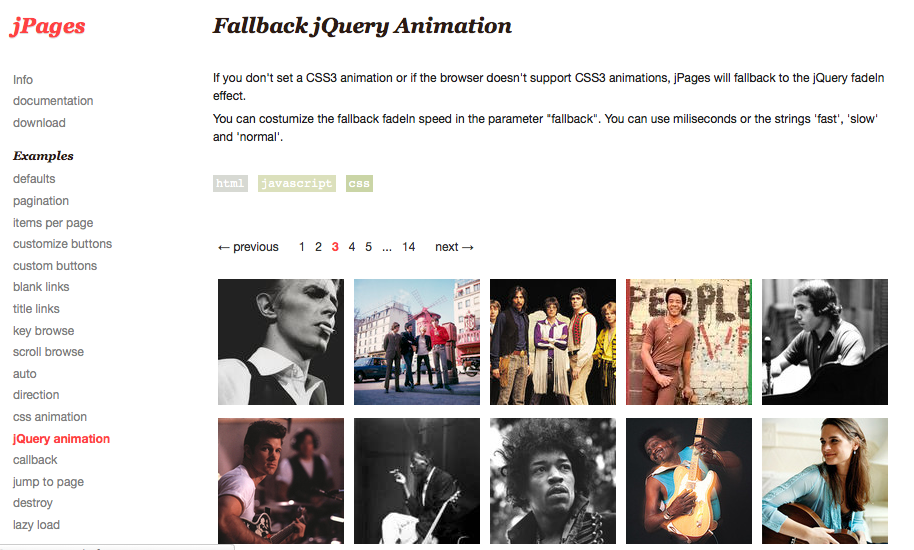 jPages
Info
documentation
download
Examples
defaults
pagination
items per page
customize buttons
custom buttons
blank links
title links
key browse
scroll browse
auto
direction
css animation
jQuery animation
callback
jump to page
destroy
lazy load
Fallback jQuery Animation
If you don't set a CSS3 animation or if the browser doesn't support CSS3 animations, jPages will fallback to the jQuery fadeIn
effect.
You can costumize the fallback fadeIn speed in the parameter "fallback". You can use miliseconds or the strings 'fast', 'slow'
and 'normal'.
html javascript css
← previous 1 2 3 4 5 ... 14 next →
PEOPLE